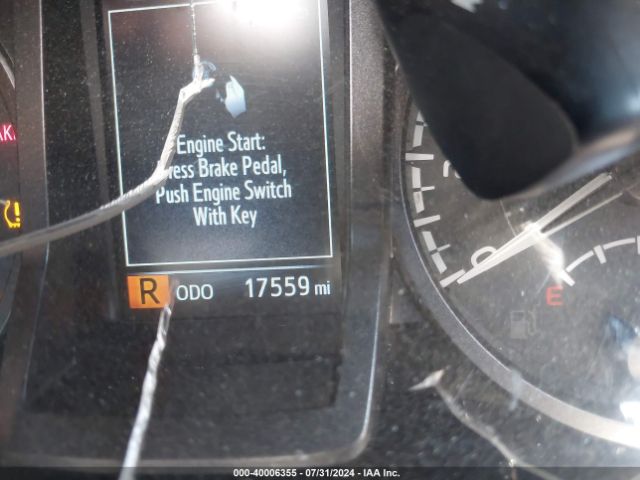 Engine Start:
Press Brake Pedal,
Push Engine Switch
With Key
R ODO 17559 mi
E
000-40006355 - 07/31/2024 - IAA Inc.